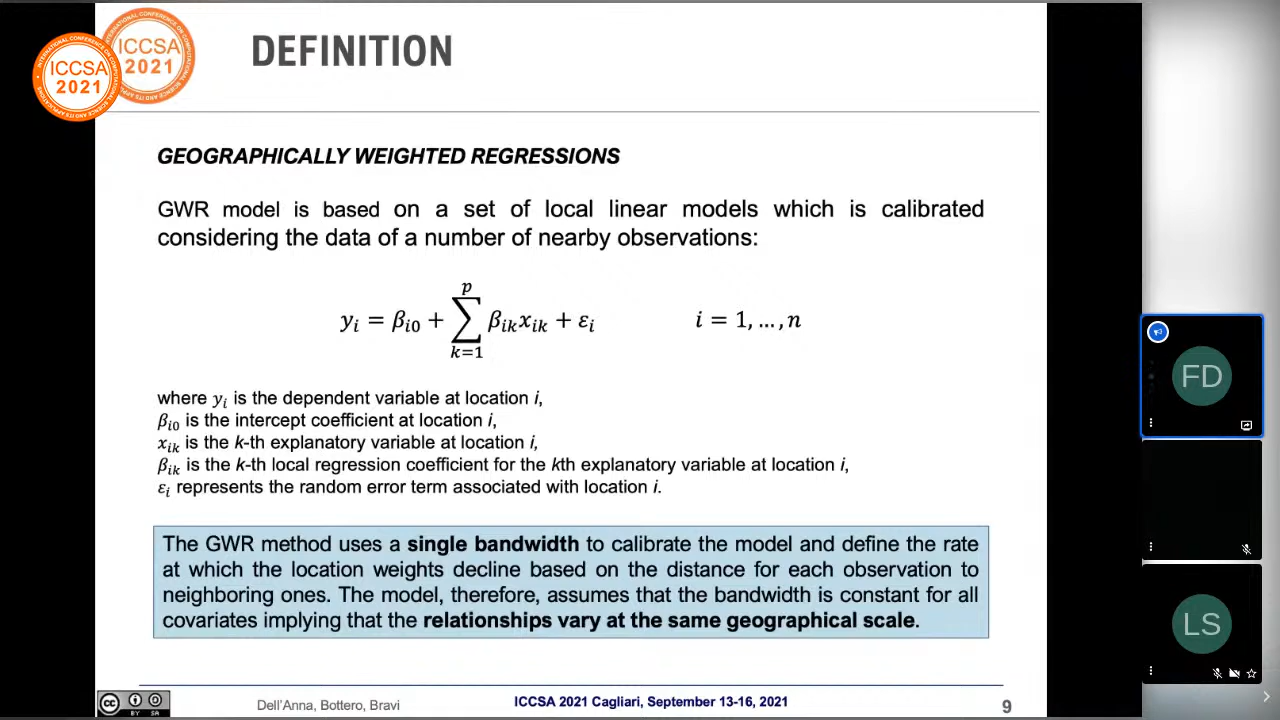 ICCSA
2021
ICCSA
2021
DEFINITION
GEOGRAPHICALLY WEIGHTED REGRESSIONS
GWR model is based on a set of local linear models which is calibrated
considering the data of a number of nearby observations:
yᵢ = βᵢ₀ + ∑ₖ₌₁ᵖ βᵢₖxᵢₖ + εᵢ i = 1, … , n
where yᵢ is the dependent variable at location i,
βᵢ₀ is the intercept coefficient at location i,
xᵢₖ is the k-th explanatory variable at location i,
βᵢₖ is the k-th local regression coefficient for the kth explanatory variable at location i,
εᵢ represents the random error term associated with location i.
The GWR method uses a single bandwidth to calibrate the model and define the rate
at which the location weights decline based on the distance for each observation to
neighboring ones. The model, therefore, assumes that the bandwidth is constant for all
covariates implying that the relationships vary at the same geographical scale.
cc BY SA
Dell'Anna, Bottero, Bravi
ICCSA 2021 Cagliari, September 13-16, 2021
9
FD
LS